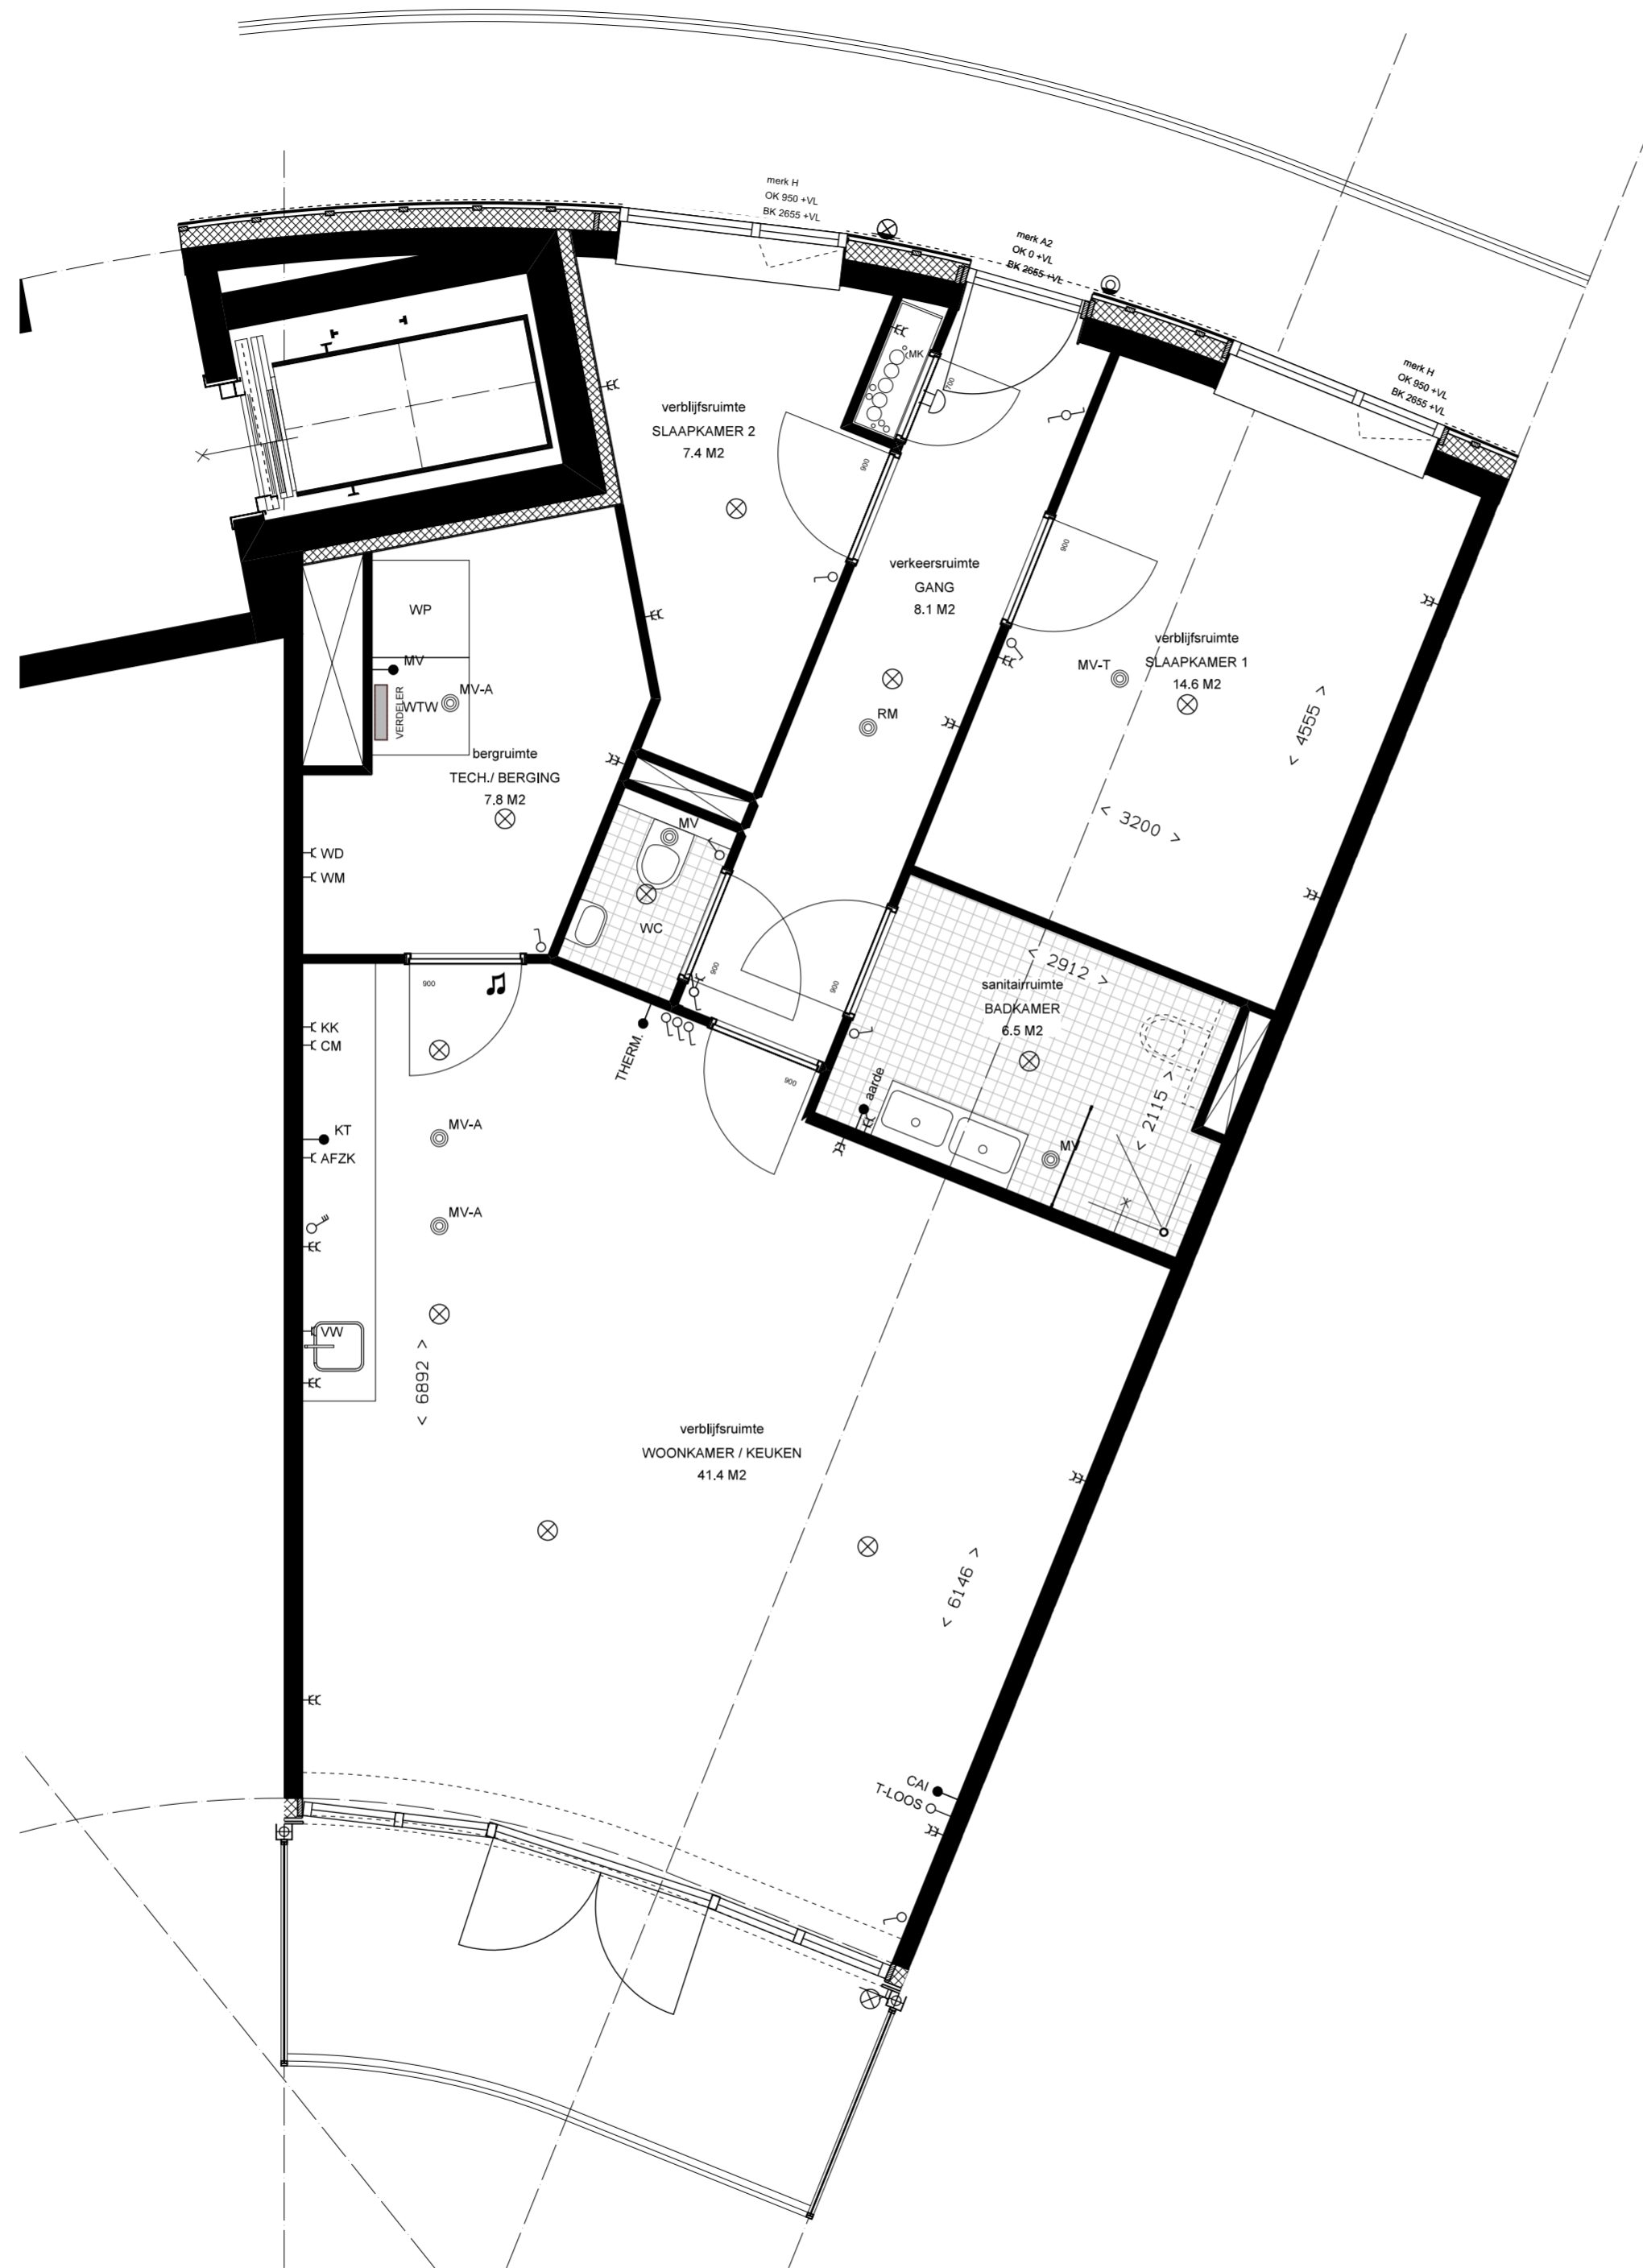 merk H
OK 950 +VL
BK 2655 +VL
merk A2
OK 0 +VL
BK 2655 +VL
merk H
OK 950 +VL
BK 2655 +VL
MK
700
verblijfsruimte
SLAAPKAMER 2
7.4 M2
900
verkeersruimte
GANG
8.1 M2
900
WP
MV
MV-A
WTW
VERDELER
verblijfsruimte
SLAAPKAMER 1
14.6 M2
MV-T
RM
< 4555 >
< 3200 >
bergruimte
TECH./ BERGING
7.8 M2
MV
WD
WM
WC
900
900
900
900
< 2912 >
sanitairruimte
BADKAMER
6.5 M2
< 2115 >
KK
CM
THERM.
aarde
KT
AFZK
MV-A
MV
MV-A
VW
< 6892 >
verblijfsruimte
WOONKAMER / KEUKEN
41.4 M2
< 6146 >
CAI
T-LOOS